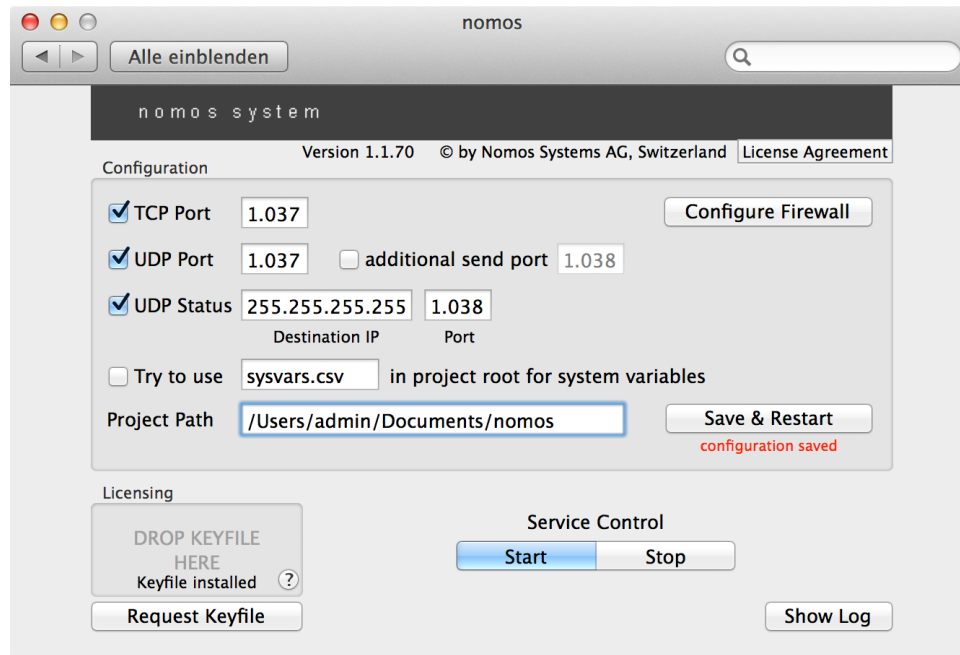 nomos
Alle einblenden
nomos system
Version 1.1.70 © by Nomos Systems AG, Switzerland License Agreement
Configuration
TCP Port 1.037 Configure Firewall
UDP Port 1.037 additional send port 1.038
UDP Status 255.255.255.255 1.038
Destination IP Port
Try to use sysvars.csv in project root for system variables
Project Path /Users/admin/Documents/nomos Save & Restart
configuration saved
Licensing
DROP KEYFILE
HERE
Keyfile installed ?
Request Keyfile
Service Control
Start Stop
Show Log